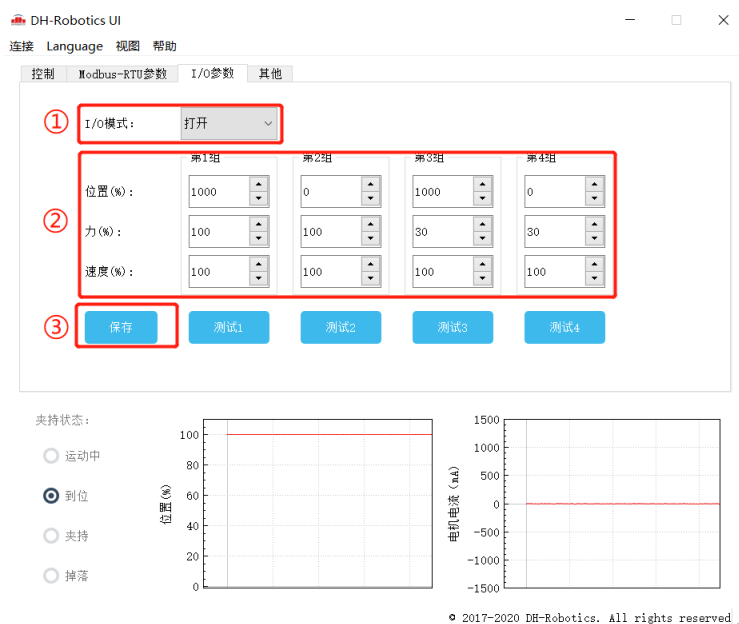 DH-Robotics UI
连接 Language 视图 帮助
控制 Modbus-RTU参数 I/O参数 其他
① I/O模式: 打开
第1组 第2组 第3组 第4组
② 位置(%): 1000 0 1000 0
力(%): 100 100 30 30
速度(%): 100 100 100 100
③ 保存 测试1 测试2 测试3 测试4
夹持状态:
运动中
到位
夹持
掉落
位置(%)
100
80
60
40
20
0
电机电流 (mA)
1500
1000
500
0
-500
-1000
-1500
© 2017-2020 DH-Robotics. All rights reserved